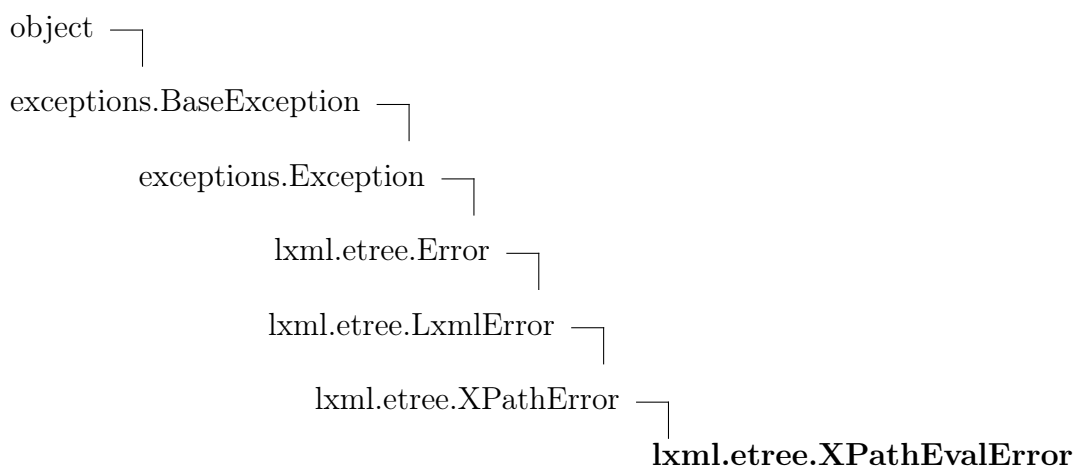 object
exceptions.BaseException
exceptions.Exception
lxml.etree.Error
lxml.etree.LxmlError
lxml.etree.XPathError
lxml.etree.XPathEvalError